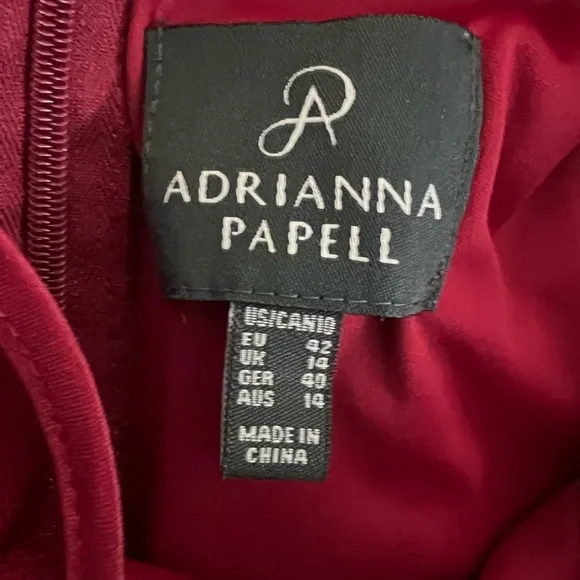 ADRIANNA
PAPELL
US/CAN10
EU 42
UK 14
GER 40
AUS 14
MADE IN
CHINA